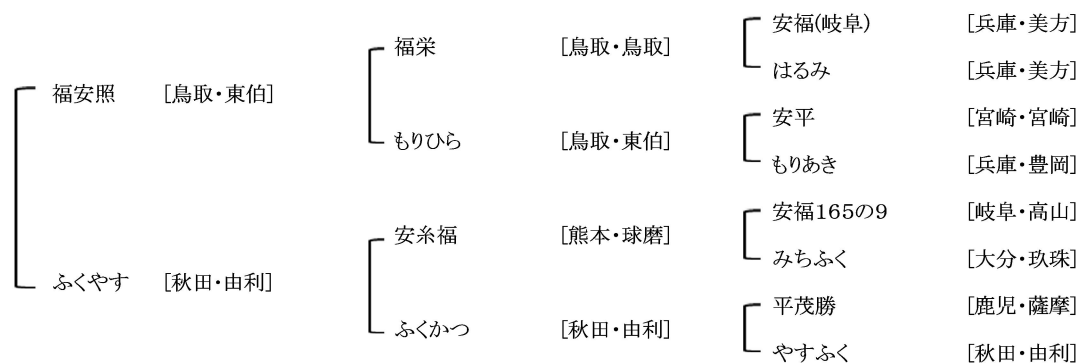 安福(岐阜) [兵庫・美方]
福栄 [鳥取・鳥取]
はるみ [兵庫・美方]
福安照 [鳥取・東伯]
安平 [宮崎・宮崎]
もりひら [鳥取・東伯]
もりあき [兵庫・豊岡]
安福165の9 [岐阜・高山]
安糸福 [熊本・球磨]
みちふく [大分・玖珠]
ふくやす [秋田・由利]
平茂勝 [鹿児・薩摩]
ふくかつ [秋田・由利]
やすふく [秋田・由利]